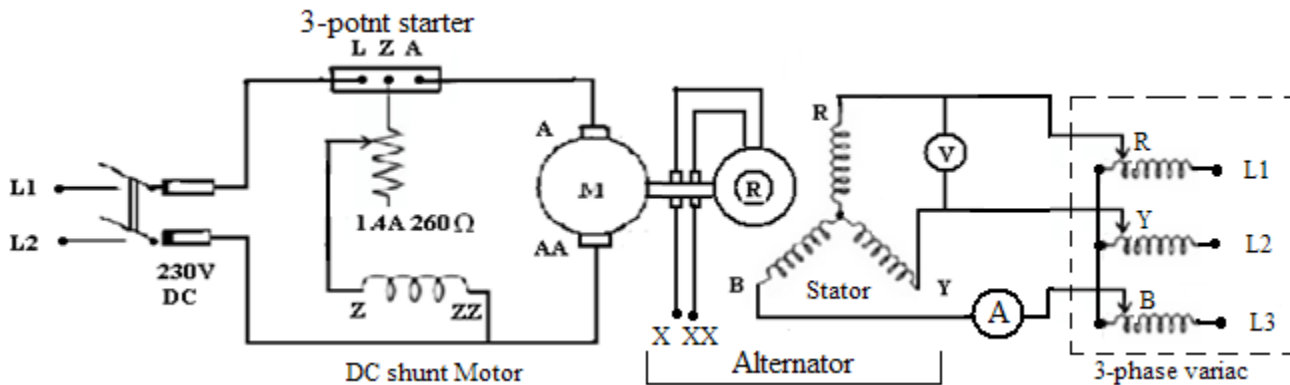 3-potnt starter
L Z A
L1
L2
230V
DC
1.4A 260 Ω
Z
ZZ
DC shunt Motor
A
M
AA
R
X XX
Alternator
R
B
Stator
Y
V
A
R
L1
Y
L2
B
L3
3-phase variac